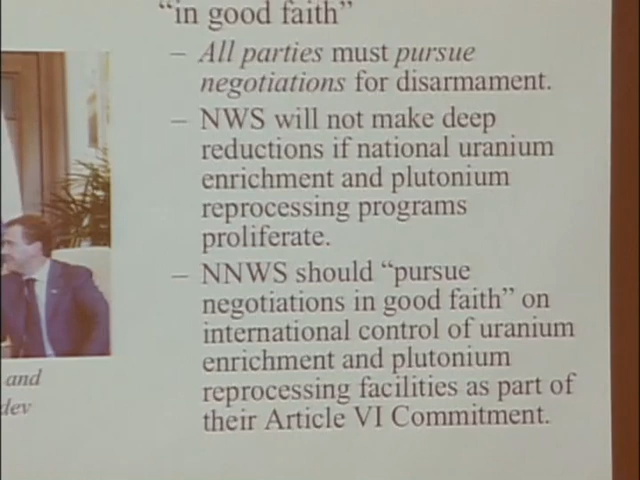 “in good faith”
– All parties must pursue
negotiations for disarmament.
– NWS will not make deep
reductions if national uranium
enrichment and plutonium
reprocessing programs
proliferate.
– NNWS should “pursue
negotiations in good faith” on
international control of uranium
enrichment and plutonium
reprocessing facilities as part of
their Article VI Commitment.
and
dev